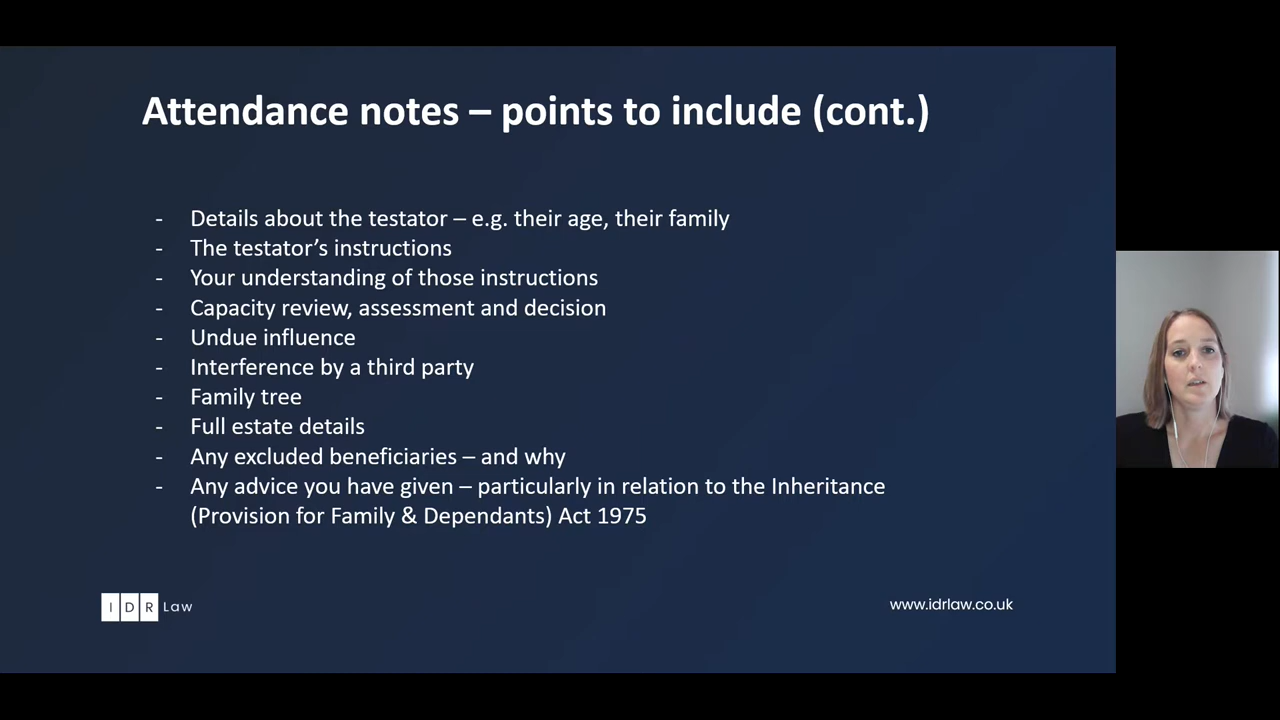 Attendance notes – points to include (cont.)
- Details about the testator – e.g. their age, their family
- The testator’s instructions
- Your understanding of those instructions
- Capacity review, assessment and decision
- Undue influence
- Interference by a third party
- Family tree
- Full estate details
- Any excluded beneficiaries – and why
- Any advice you have given – particularly in relation to the Inheritance
(Provision for Family & Dependants) Act 1975
IDR Law
www.idrlaw.co.uk